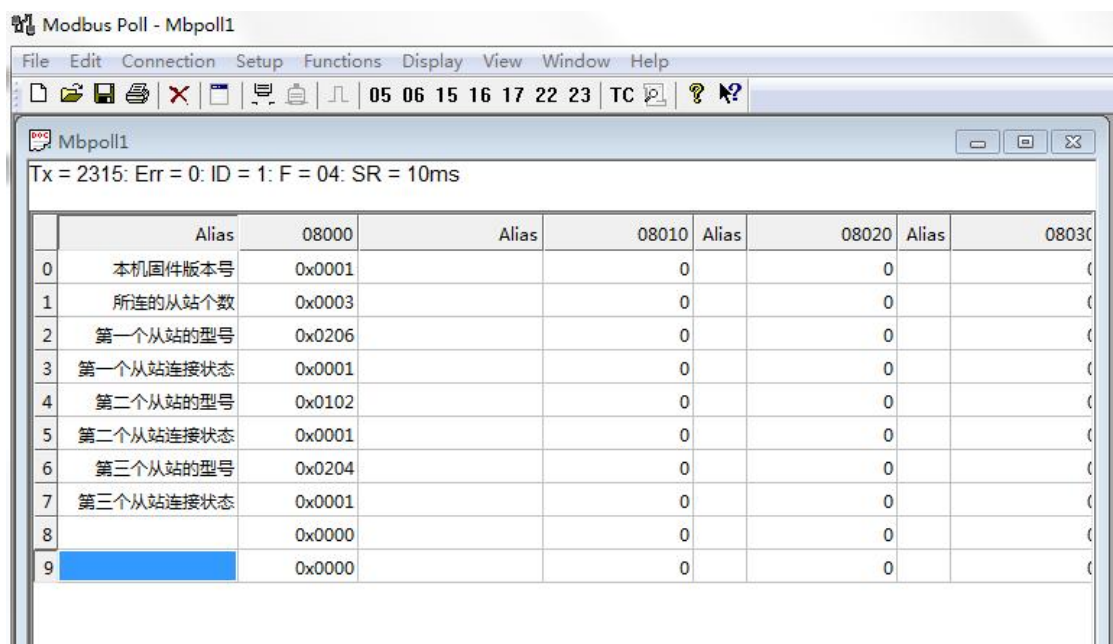 Modbus Poll - Mbpoll1
File Edit Connection Setup Functions Display View Window Help
05 06 15 16 17 22 23 TC
Mbpoll1
Tx = 2315: Err = 0: ID = 1: F = 04: SR = 10ms
Alias 08000 Alias 08010 Alias 08020 Alias
0 本机固件版本号 0x0001 0 0
1 所连的从站个数 0x0003 0 0
2 第一个从站的型号 0x0206 0 0
3 第一个从站连接状态 0x0001 0 0
4 第二个从站的型号 0x0102 0 0
5 第二个从站连接状态 0x0001 0 0
6 第三个从站的型号 0x0204 0 0
7 第三个从站连接状态 0x0001 0 0
8 0x0000 0 0
9 0x0000 0 0